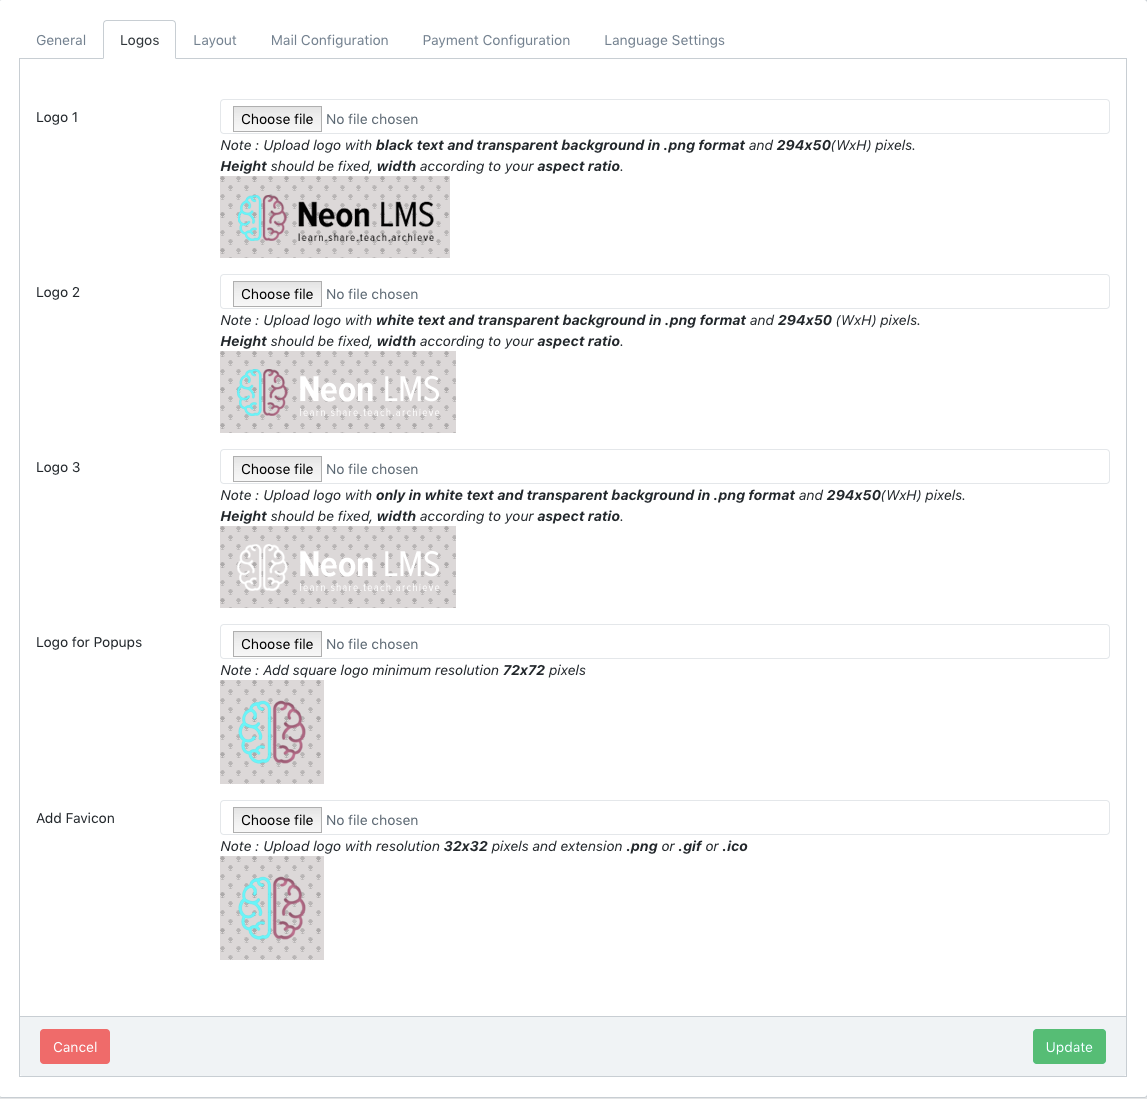 General Logos Layout Mail Configuration Payment Configuration Language Settings
Logo 1
Choose file No file chosen
Note : Upload logo with black text and transparent background in .png format and 294x50(WxH) pixels.
Height should be fixed, width according to your aspect ratio.
Neon LMS
learn.share.teach.archieve
Logo 2
Choose file No file chosen
Note : Upload logo with white text and transparent background in .png format and 294x50 (WxH) pixels.
Height should be fixed, width according to your aspect ratio.
Neon LMS
learn.share.teach.archieve
Logo 3
Choose file No file chosen
Note : Upload logo with only in white text and transparent background in .png format and 294x50(WxH) pixels.
Height should be fixed, width according to your aspect ratio.
Neon LMS
learn.share.teach.archieve
Logo for Popups
Choose file No file chosen
Note : Add square logo minimum resolution 72x72 pixels
Add Favicon
Choose file No file chosen
Note : Upload logo with resolution 32x32 pixels and extension .png or .gif or .ico
Cancel
Update